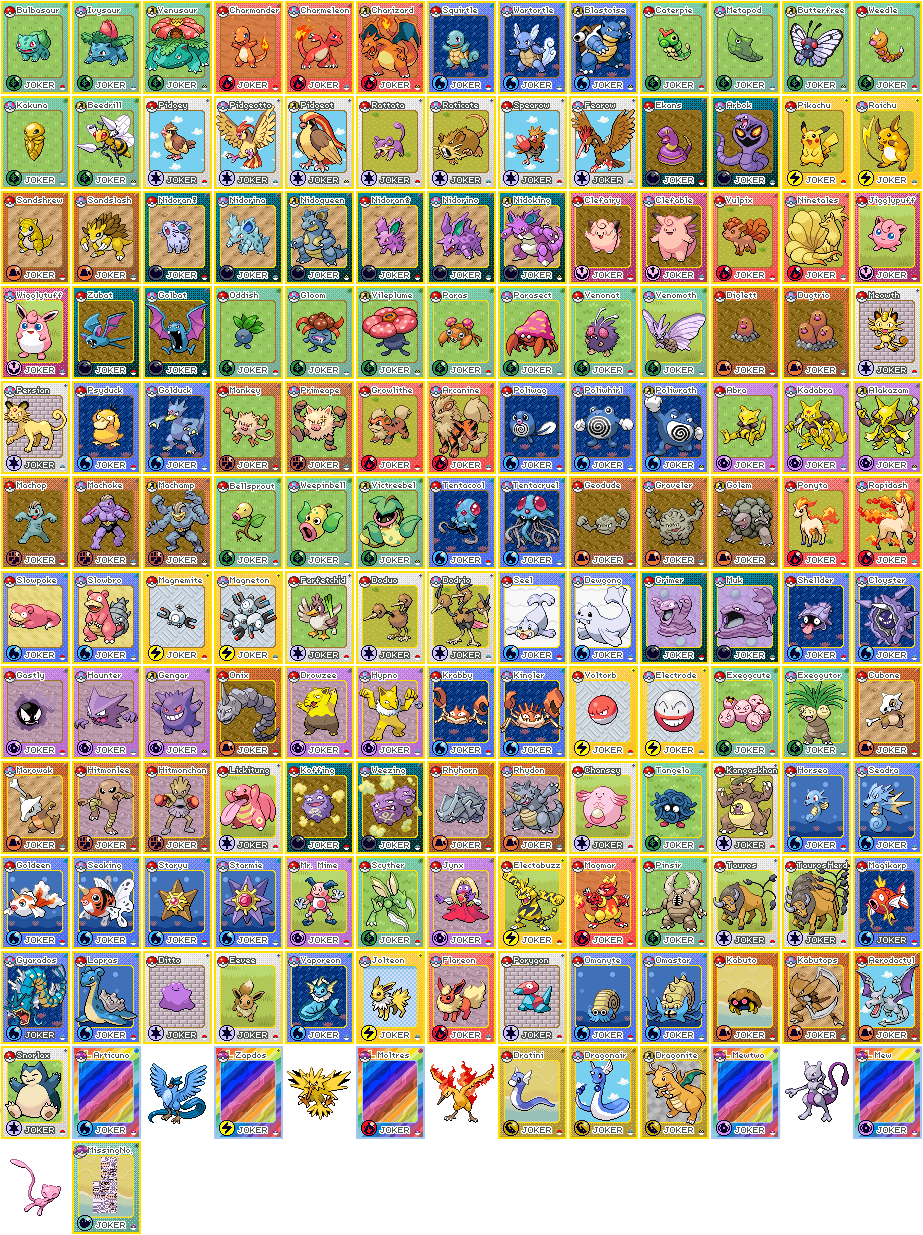 Bulbasaur Ivysaur Venusaur Charmander Charmeleon Charizard Squirtle Wartortle Blastoise Caterpie Metapod Butterfree Weedle
JOKER JOKER JOKER JOKER JOKER JOKER JOKER JOKER JOKER JOKER JOKER JOKER JOKER
Kakuna Beedrill Pidgey Pidgeotto Pidgeot Rattata Raticate Spearow Fearow Ekans Arbok Pikachu Raichu
JOKER JOKER JOKER JOKER JOKER JOKER JOKER JOKER JOKER JOKER JOKER JOKER JOKER
Sandshrew Sandslash Nidoran♀ Nidorina Nidoqueen Nidoran♂ Nidorino Nidoking Clefairy Clefable Vulpix Ninetales Jigglypuff
JOKER JOKER JOKER JOKER JOKER JOKER JOKER JOKER JOKER JOKER JOKER JOKER JOKER
Wigglytuff Zubat Golbat Oddish Gloom Vileplume Paras Parasect Venonat Venomoth Diglett Dugtrio Meowth
JOKER JOKER JOKER JOKER JOKER JOKER JOKER JOKER JOKER JOKER JOKER JOKER JOKER
Persian Psyduck Golduck Mankey Primeape Growlithe Arcanine Poliwag Poliwhirl Poliwrath Abra Kadabra Alakazam
JOKER JOKER JOKER JOKER JOKER JOKER JOKER JOKER JOKER JOKER JOKER JOKER JOKER
Machop Machoke Machamp Bellsprout Weepinbell Victreebel Tentacool Tentacruel Geodude Graveler Golem Ponyta Rapidash
JOKER JOKER JOKER JOKER JOKER JOKER JOKER JOKER JOKER JOKER JOKER JOKER JOKER
Slowpoke Slowbro Magnemite Magneton Farfetch'd Doduo Dodrio Seel Dewgong Grimer Muk Shellder Cloyster
JOKER JOKER JOKER JOKER JOKER JOKER JOKER JOKER JOKER JOKER JOKER JOKER JOKER
Gastly Haunter Gengar Onix Drowzee Hypno Krabby Kingler Voltorb Electrode Exeggcute Exeggutor Cubone
JOKER JOKER JOKER JOKER JOKER JOKER JOKER JOKER JOKER JOKER JOKER JOKER JOKER
Marowak Hitmonlee Hitmonchan Lickitung Koffing Weezing Rhyhorn Rhydon Chansey Tangela Kangaskhan Horsea Seadra
JOKER JOKER JOKER JOKER JOKER JOKER JOKER JOKER JOKER JOKER JOKER JOKER JOKER
Goldeen Seaking Staryu Starmie Mr. Mime Scyther Jynx Electabuzz Magmar Pinsir Tauros TaurosHerd Magikarp
JOKER JOKER JOKER JOKER JOKER JOKER JOKER JOKER JOKER JOKER JOKER JOKER JOKER
Gyarados Lapras Ditto Eevee Vaporeon Jolteon Flareon Porygon Omanyte Omastar Kabuto Kabutops Aerodactyl
JOKER JOKER JOKER JOKER JOKER JOKER JOKER JOKER JOKER JOKER JOKER JOKER JOKER
Snorlax Articuno Zapdos Moltres Dratini Dragonair Dragonite Mewtwo Mew
JOKER JOKER JOKER JOKER JOKER JOKER JOKER JOKER JOKER
MissingNo.
JOKER